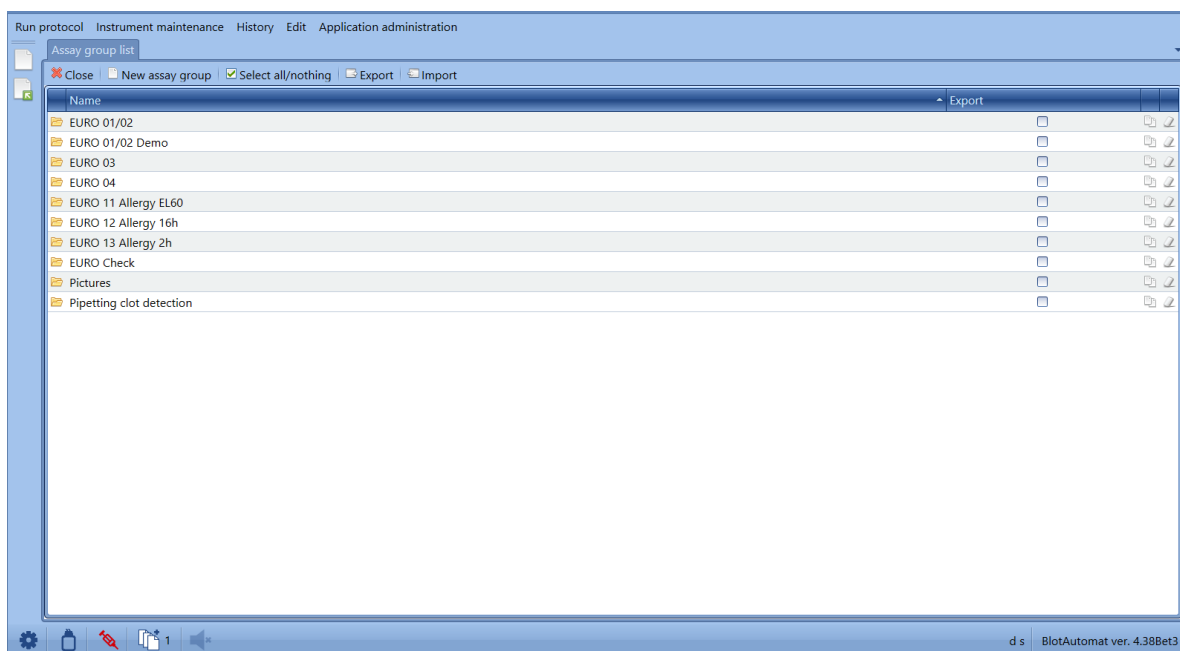 Run protocol Instrument maintenance History Edit Application administration
Assay group list
Close New assay group Select all/nothing Export Import
Name Export
EURO 01/02
EURO 01/02 Demo
EURO 03
EURO 04
EURO 11 Allergy EL60
EURO 12 Allergy 16h
EURO 13 Allergy 2h
EURO Check
Pictures
Pipetting clot detection
1 d s BlotAutomat ver. 4.38Bet3